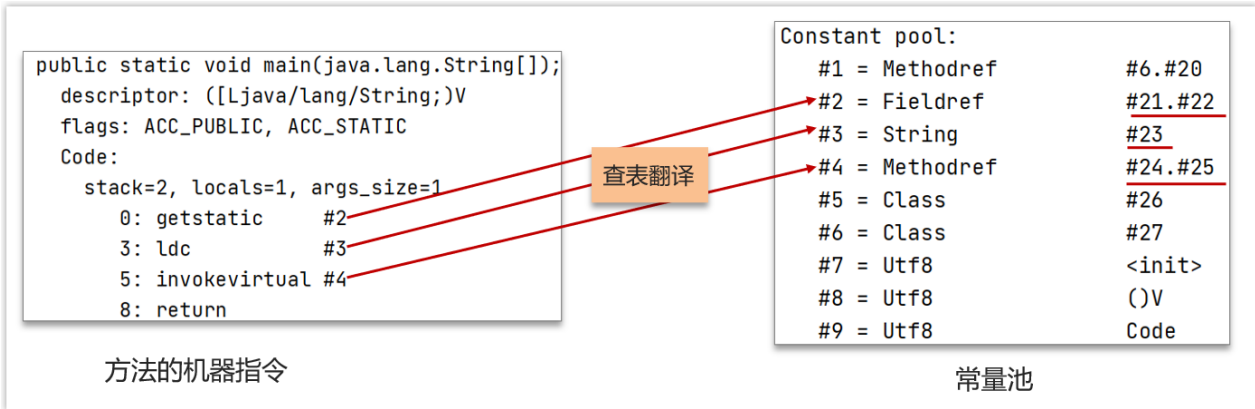 public static void main(java.lang.String[]);
descriptor: ([Ljava/lang/String;)V
flags: ACC_PUBLIC, ACC_STATIC
Code:
stack=2, locals=1, args_size=1
0: getstatic #2
3: ldc #3
5: invokevirtual #4
8: return
方法的机器指令
查表翻译
Constant pool:
#1 = Methodref #6.#20
#2 = Fieldref #21.#22
#3 = String #23
#4 = Methodref #24.#25
#5 = Class #26
#6 = Class #27
#7 = Utf8 <init>
#8 = Utf8 ()V
#9 = Utf8 Code
常量池